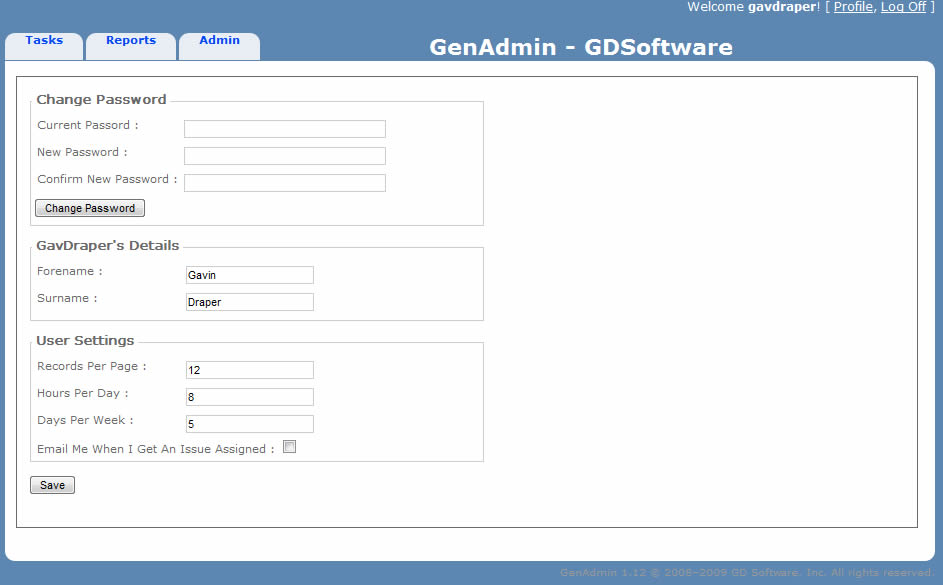 Welcome gavdraper! [ Profile, Log Off ]
Tasks Reports Admin
GenAdmin - GDSoftware
Change Password
Current Passord :
New Password :
Confirm New Password :
Change Password
GavDraper's Details
Forename : Gavin
Surname : Draper
User Settings
Records Per Page : 12
Hours Per Day : 8
Days Per Week : 5
Email Me When I Get An Issue Assigned :
Save
GenAdmin 1.12 © 2008-2009 GD Software, Inc. All rights reserved.